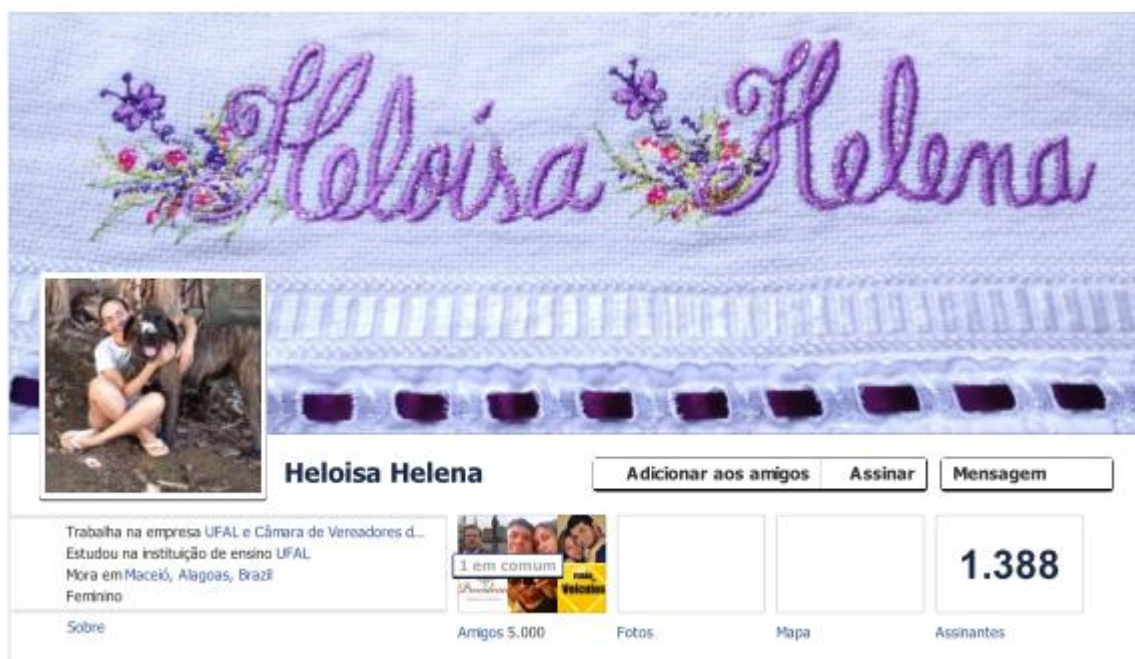 Heloisa Helena
Heloisa Helena
Adicionar aos amigos
Assinar
Mensagem
Trabalha na empresa UFAL e Câmara de Vereadores d...
Estudou na instituição de ensino UFAL
Mora em Maceió, Alagoas, Brazil
Feminino
Sobre
1 em comum
Veículos
Amigos 5.000
Fotos
Mapa
1.388
Assinantes